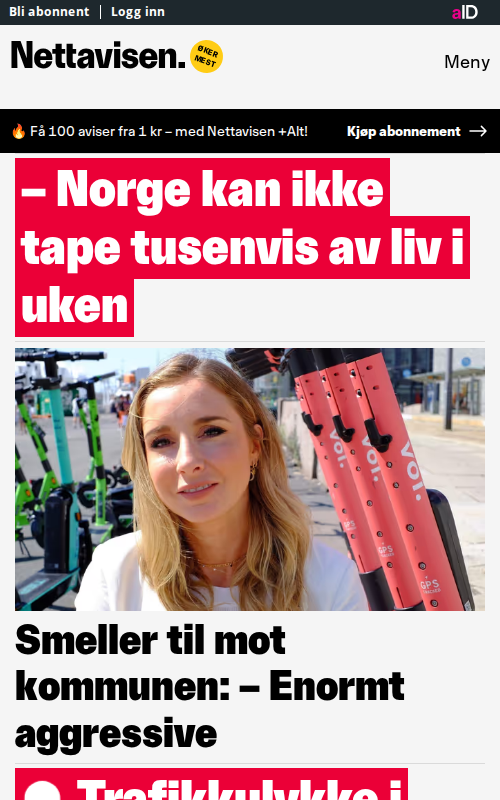 Bli abonnent
Logg inn
aID
Nettavisen.
ØKER
MEST
Meny
🔥 Få 100 aviser fra 1 kr – med Nettavisen +Alt!
Kjøp abonnement →
– Norge kan ikke
tape tusenvis av liv i
uken
voi.
voi.
voi.
GPS
GPS
GPS
Smeller til mot
kommunen: – Enormt
aggressive
Trafikkulykke i